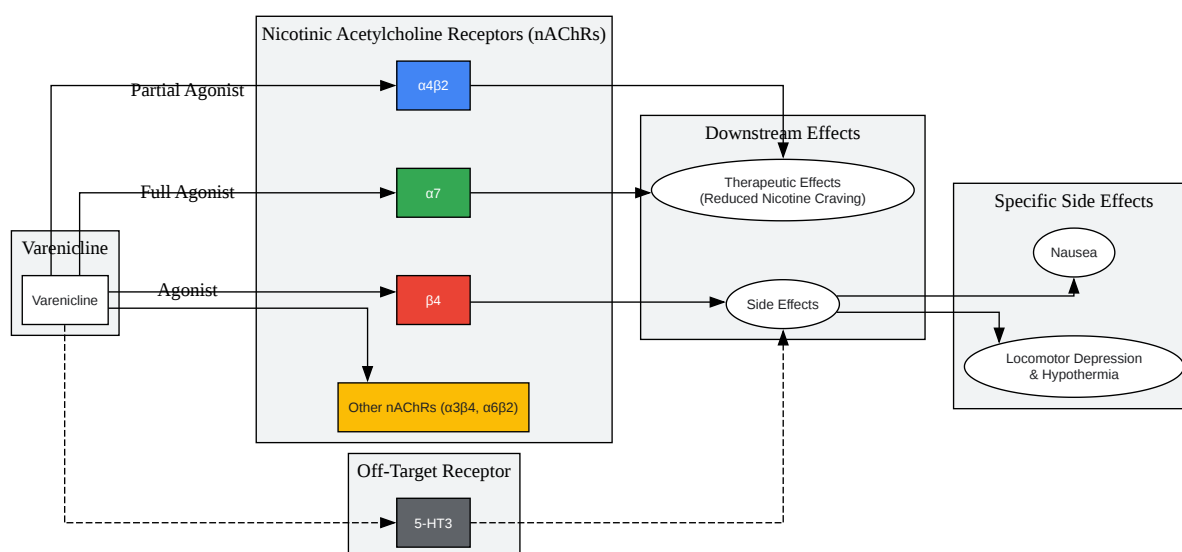 Nicotinic Acetylcholine Receptors (nAChRs)
Partial Agonist
α4β2
Downstream Effects
Full Agonist
α7
Therapeutic Effects
(Reduced Nicotine Craving)
Specific Side Effects
Varenicline
Nausea
Varenicline
Agonist
β4
Side Effects
Locomotor Depression
& Hypothermia
Other nAChRs (α3β4, α6β2)
Off-Target Receptor
5-HT3